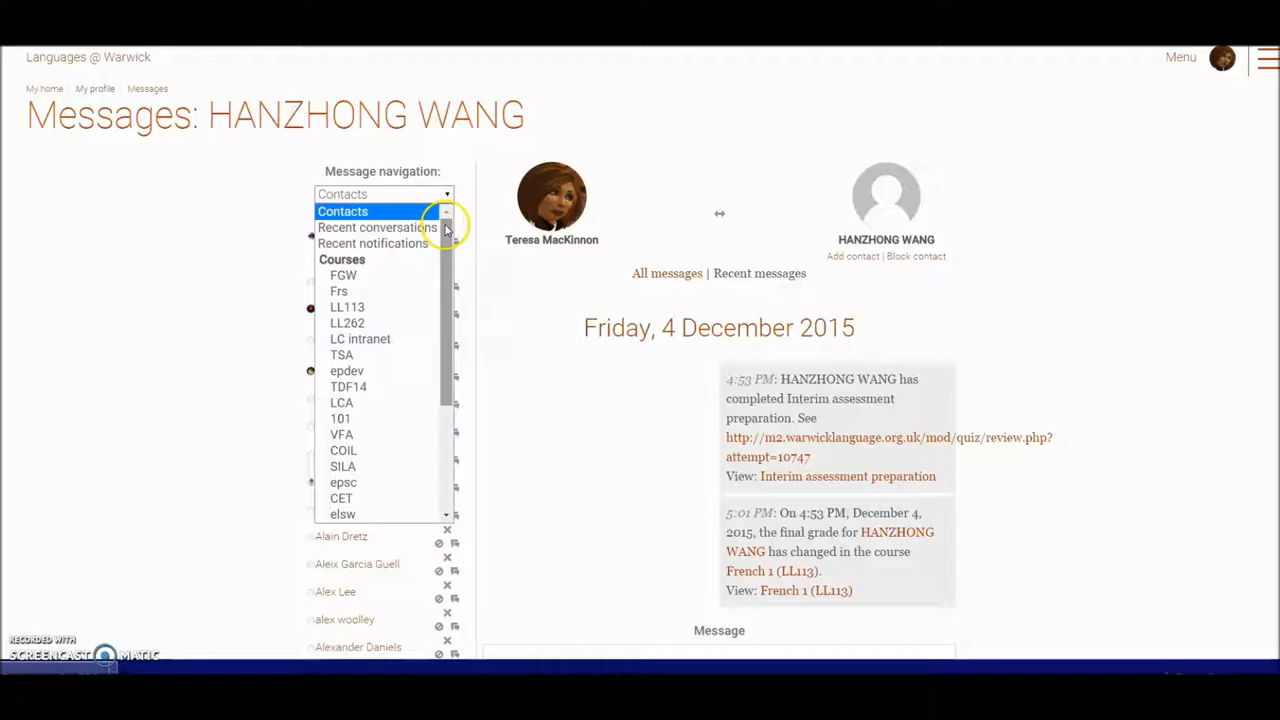 Languages @ Warwick
Menu
My home
My profile
Messages
Messages: HANZHONG WANG
Message navigation:
Contacts
Contacts
Recent conversations
Recent notifications
Courses
FGW
Frs
LL113
LL262
LC intranet
TSA
epdev
TDF14
LCA
101
VFA
COIL
SILA
epsc
CET
elsw
Alain Dretz
Aleix Garcia Guell
Alex Lee
alex woolley
Alexander Daniels
Teresa MacKinnon
HANZHONG WANG
Add contact | Block contact
All messages | Recent messages
Friday, 4 December 2015
4:53 PM: HANZHONG WANG has
completed Interim assessment
preparation. See
http://m2.warwicklanguage.org.uk/mod/quiz/review.php?
attempt=10747
View: Interim assessment preparation
5:01 PM: On 4:53 PM, December 4,
2015, the final grade for HANZHONG
WANG has changed in the course
French 1 (LL113).
View: French 1 (LL113)
Message
RECORDED WITH
SCREENCAST MATIC